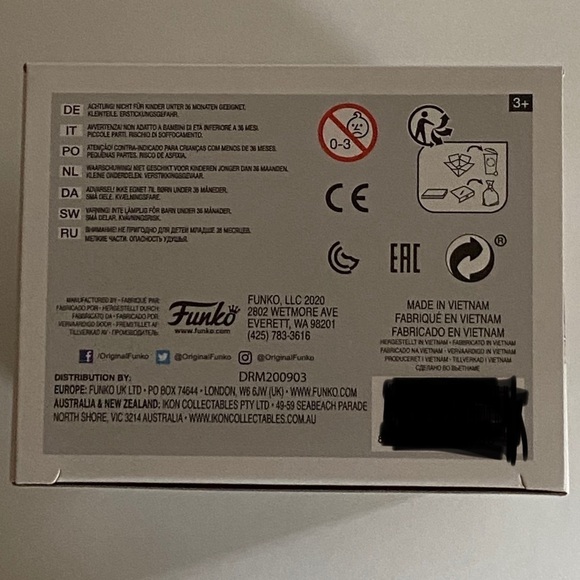 3+
DE ACHTUNG! NICHT FÜR KINDER UNTER 36 MONATEN GEEIGNET.
KLEINTEILE. ERSTICKUNGSGEFAHR.
IT AVVERTENZA! NON ADATTO A BAMBINI DI ETÀ INFERIORE A 36 MESI.
PICCOLE PARTI. RISCHIO DI SOFFOCAMENTO.
PO ATENÇÃO! CONTRA-INDICADO PARA CRIANÇAS COM MENOS DE 36 MESES.
PEQUENAS PARTES. RISCO DE ASFIXIA.
NL WAARSCHUWING! NIET GESCHIKT VOOR KINDEREN JONGER DAN 36 MAANDEN.
KLEINE ONDERDELEN. VERSTIKKINGSGEVAAR.
DA ADVARSEL! IKKE EGNET TIL BØRN UNDER 36 MÅNEDER.
SMÅ DELE. KVÆLNINGSFARE.
SW VARNING! INTE LÄMPLIG FÖR BARN UNDER 36 MÅNADER.
SMÅ DELAR. KVÄVNINGSRISK.
RU ВНИМАНИЕ! НЕ ПРИГОДНО ДЛЯ ДЕТЕЙ МЛАДШЕ 36 МЕСЯЦЕВ.
МЕЛКИЕ ЧАСТИ. ОПАСНОСТЬ УДУШЬЯ.
0-3
CE
EAC
®
MANUFACTURED BY · FABRIQUÉ PAR
FABRICADO POR · HERGESTELLT DURCH
FABBRICATO DA · FABRICADO POR
VERVAARDIGD DOOR · FREMSTILLET AF
TILLVERKAD AV · ПРОИЗВОДИТЕЛЬ
Funko
www.funko.com
FUNKO, LLC 2020
2802 WETMORE AVE
EVERETT, WA 98201
(425) 783-3616
MADE IN VIETNAM
FABRIQUÉ EN VIETNAM
FABRICADO EN VIETNAM
HERGESTELLT IN VIETNAM · FABRICADO NO VIETNAM
FABBRICATO NA VIETNAM · VERVAARDIGD IN VIETNAM
PRODUCERET I VIETNAM · TILLVERKAD I VIETNAM
СДЕЛАНО ВО ВЬЕТНАМЕ
/OriginalFunko @OriginalFunko @OriginalFunko
DISTRIBUTION BY: DRM200903
EUROPE: FUNKO UK LTD · PO BOX 74644 · LONDON, W6 6JW (UK) · WWW.FUNKO.COM
AUSTRALIA & NEW ZEALAND: IKON COLLECTABLES PTY LTD · 49-59 SEABEACH PARADE
NORTH SHORE, VIC 3214 AUSTRALIA · WWW.IKONCOLLECTABLES.COM.AU